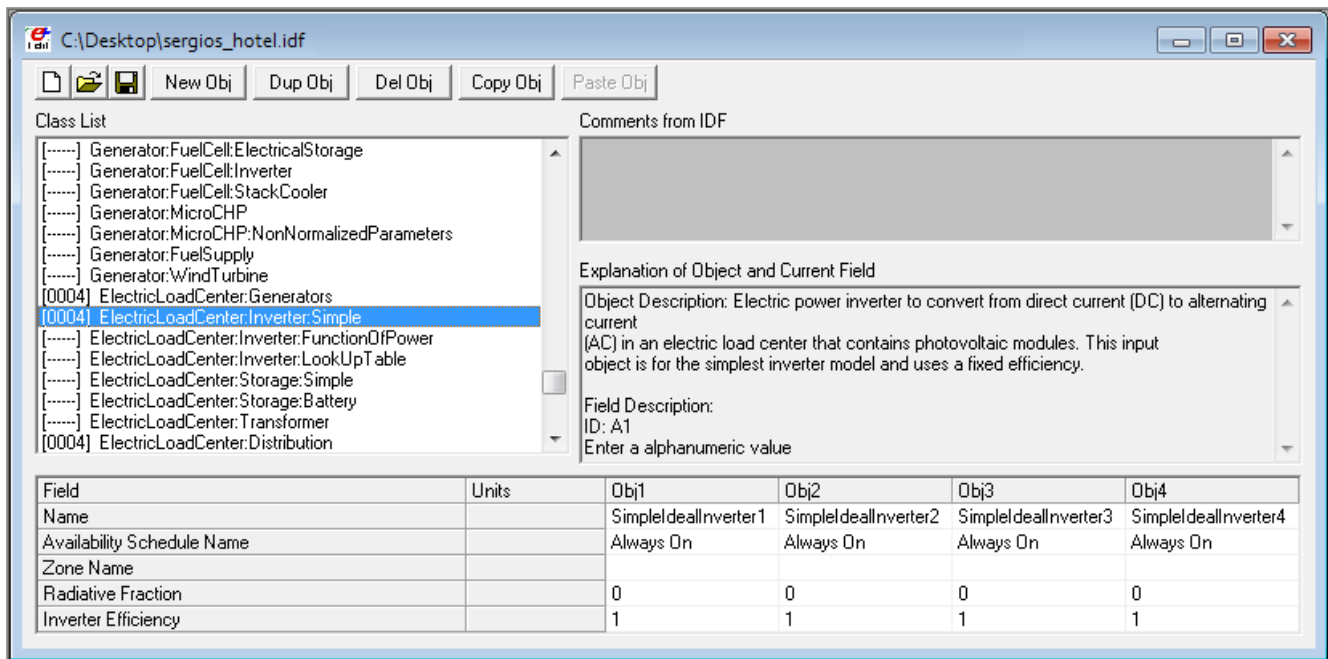 C:\Desktop\sergios_hotel.idf
New Obj Dup Obj Del Obj Copy Obj Paste Obj
Class List
[------] Generator:FuelCell:ElectricalStorage
[------] Generator:FuelCell:Inverter
[------] Generator:FuelCell:StackCooler
[------] Generator:MicroCHP
[------] Generator:MicroCHP:NonNormalizedParameters
[------] Generator:FuelSupply
[------] Generator:WindTurbine
[0004] ElectricLoadCenter:Generators
[0004] ElectricLoadCenter:Inverter:Simple
[------] ElectricLoadCenter:Inverter:FunctionOfPower
[------] ElectricLoadCenter:Inverter:LookUpTable
[------] ElectricLoadCenter:Storage:Simple
[------] ElectricLoadCenter:Storage:Battery
[------] ElectricLoadCenter:Transformer
[0004] ElectricLoadCenter:Distribution
Comments from IDF
Explanation of Object and Current Field
Object Description: Electric power inverter to convert from direct current (DC) to alternating
current
(AC) in an electric load center that contains photovoltaic modules. This input
object is for the simplest inverter model and uses a fixed efficiency.
Field Description:
ID: A1
Enter a alphanumeric value
Field Units Obj1 Obj2 Obj3 Obj4
Name SimpleIdealInverter1 SimpleIdealInverter2 SimpleIdealInverter3 SimpleIdealInverter4
Availability Schedule Name Always On Always On Always On Always On
Zone Name
Radiative Fraction 0 0 0 0
Inverter Efficiency 1 1 1 1